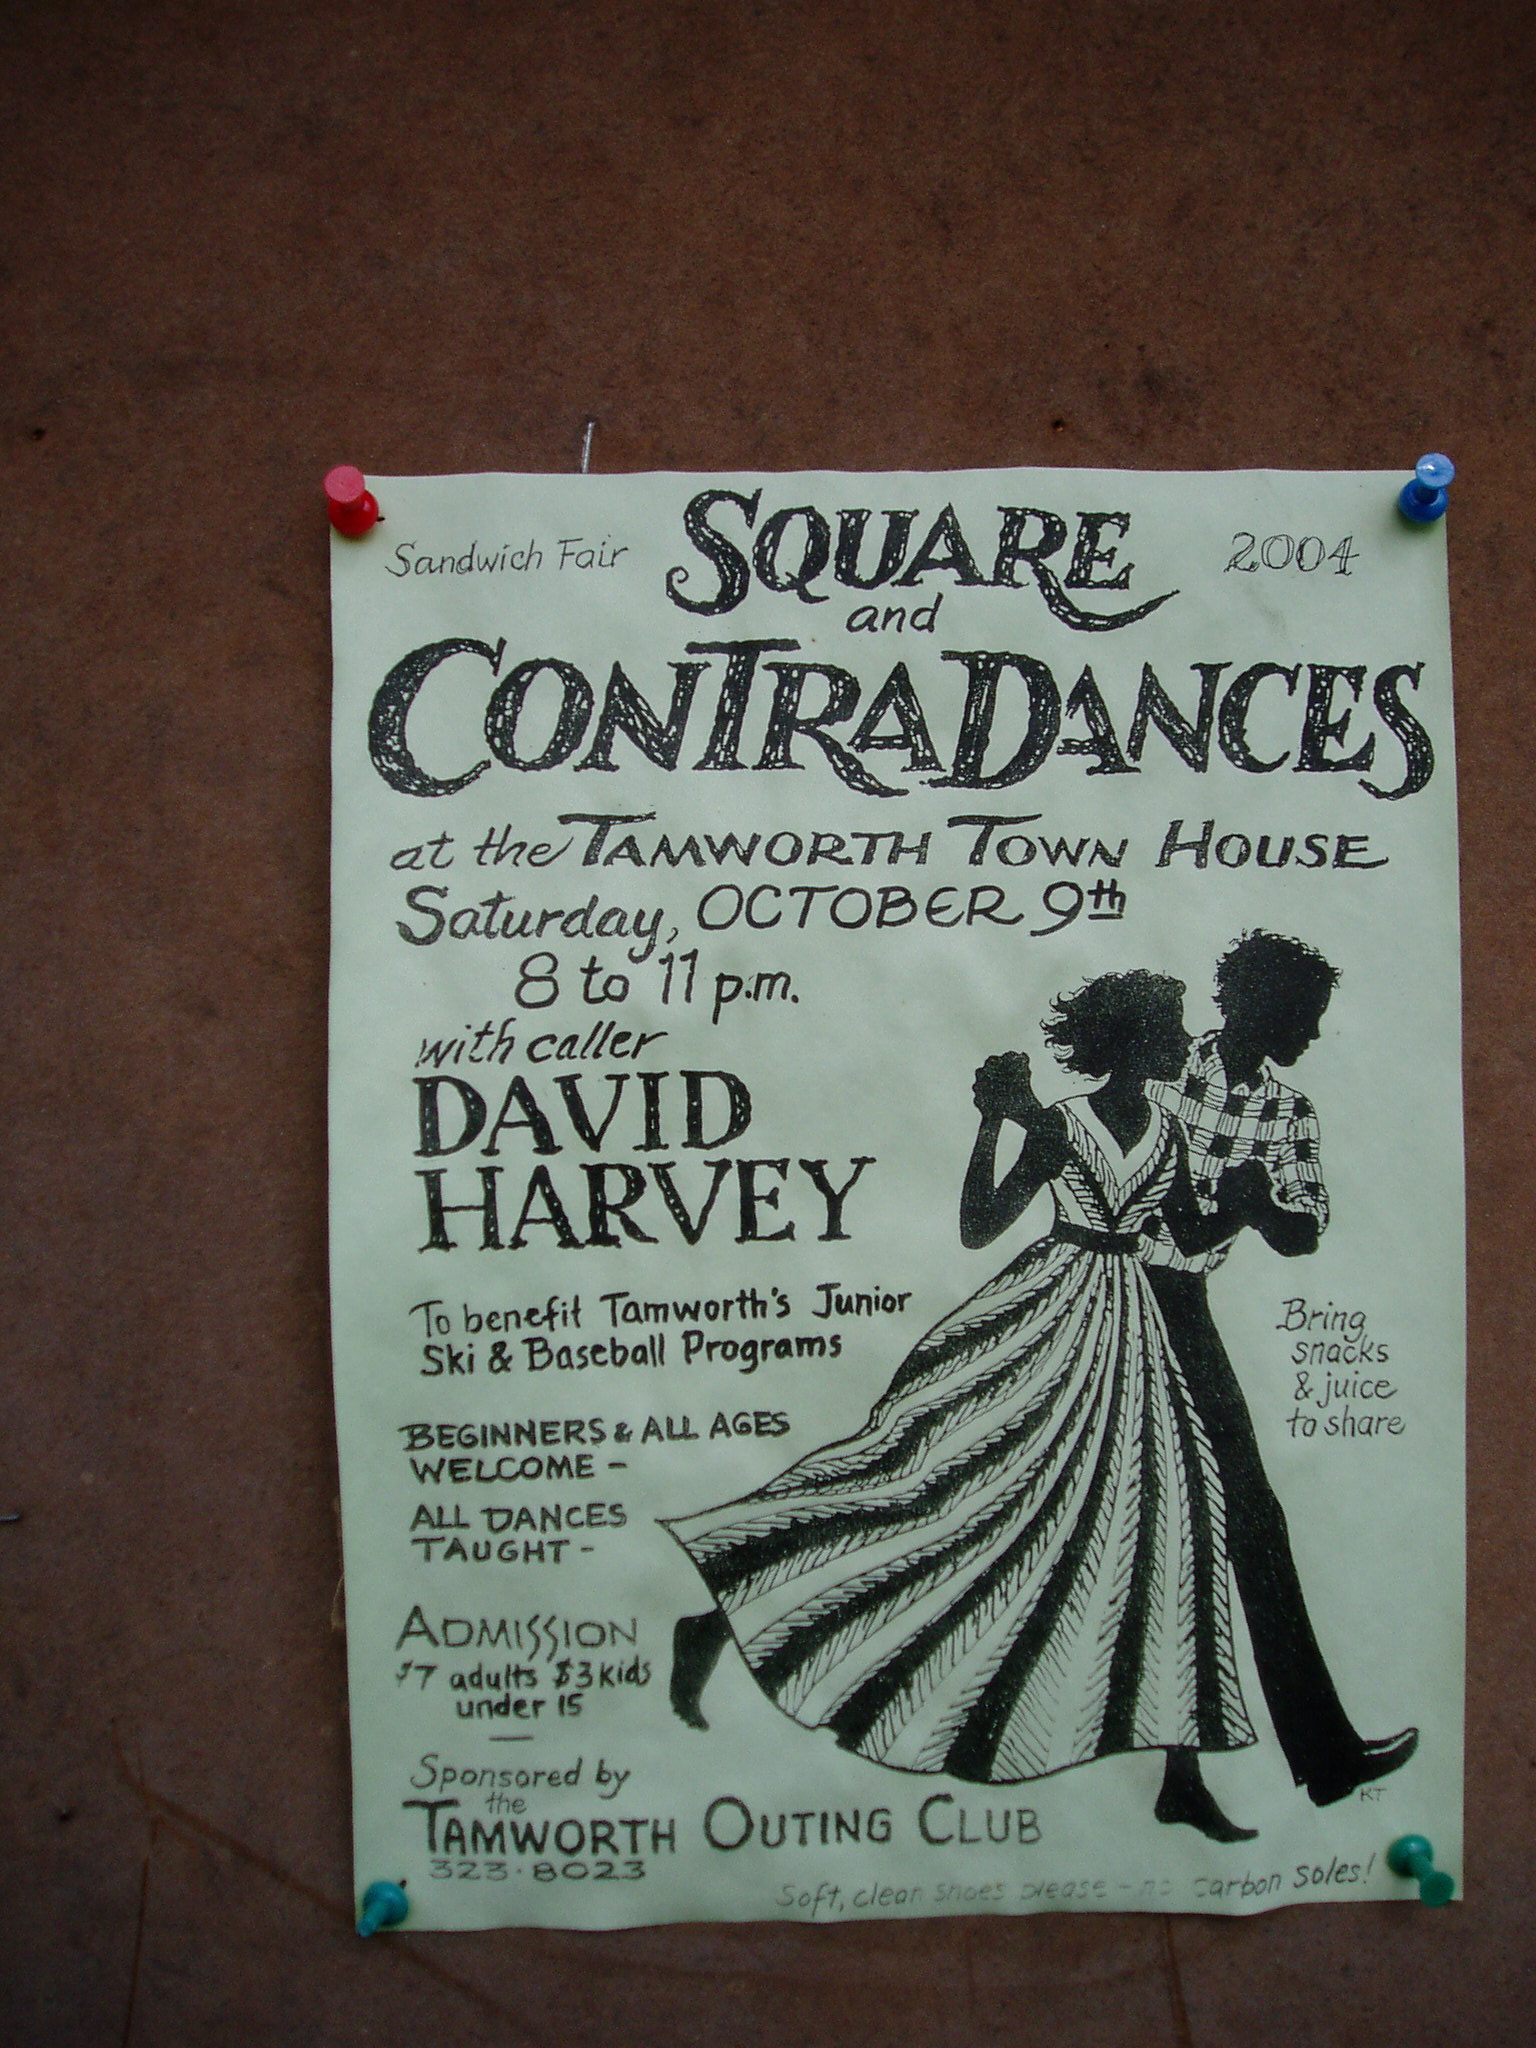 Sandwich Fair SQUARE 2004
and
CONTRADANCES
at the TAMWORTH TOWN HOUSE
Saturday, OCTOBER 9th
8 to 11 p.m.
with caller
DAVID
HARVEY
To benefit Tamworth's Junior
Ski & Baseball Programs
Bring
snacks
& juice
to share
BEGINNERS & ALL AGES
WELCOME -
ALL DANCES
TAUGHT -
ADMISSION
$7 adults $3 kids
under 15
Sponsored by
the
TAMWORTH OUTING CLUB
323-8023
KT
Soft, clean shoes please - no carbon soles!